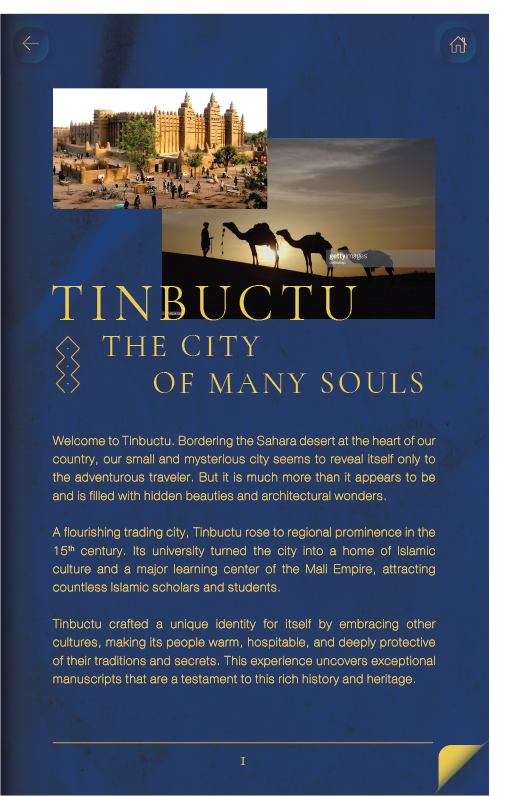 gettyimages
TINBUCTU
THE CITY
OF MANY SOULS
Welcome to Tinbuctu. Bordering the Sahara desert at the heart of our
country, our small and mysterious city seems to reveal itself only to
the adventurous traveler. But it is much more than it appears to be
and is filled with hidden beauties and architectural wonders.
A flourishing trading city, Tinbuctu rose to regional prominence in the
15th century. Its university turned the city into a home of Islamic
culture and a major learning center of the Mali Empire, attracting
countless Islamic scholars and students.
Tinbuctu crafted a unique identity for itself by embracing other
cultures, making its people warm, hospitable, and deeply protective
of their traditions and secrets. This experience uncovers exceptional
manuscripts that are a testament to this rich history and heritage.
I